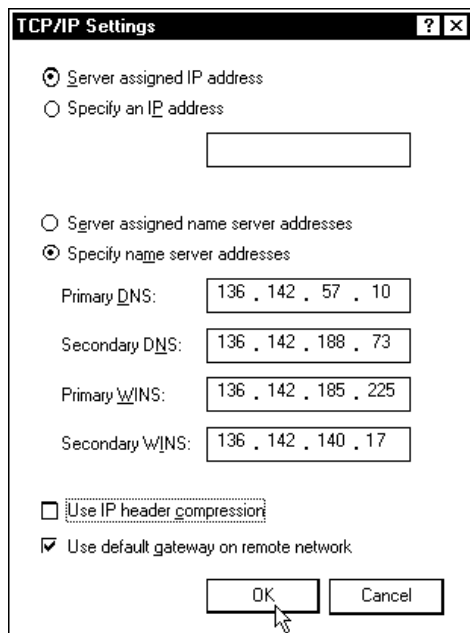 TCP/IP Settings
Server assigned IP address
Specify an IP address
Server assigned name server addresses
Specify name server addresses
Primary DNS: 136 . 142 . 57 . 10
Secondary DNS: 136 . 142 . 188 . 73
Primary WINS: 136 . 142 . 185 . 225
Secondary WINS: 136 . 142 . 140 . 17
Use IP header compression
Use default gateway on remote network
OK Cancel